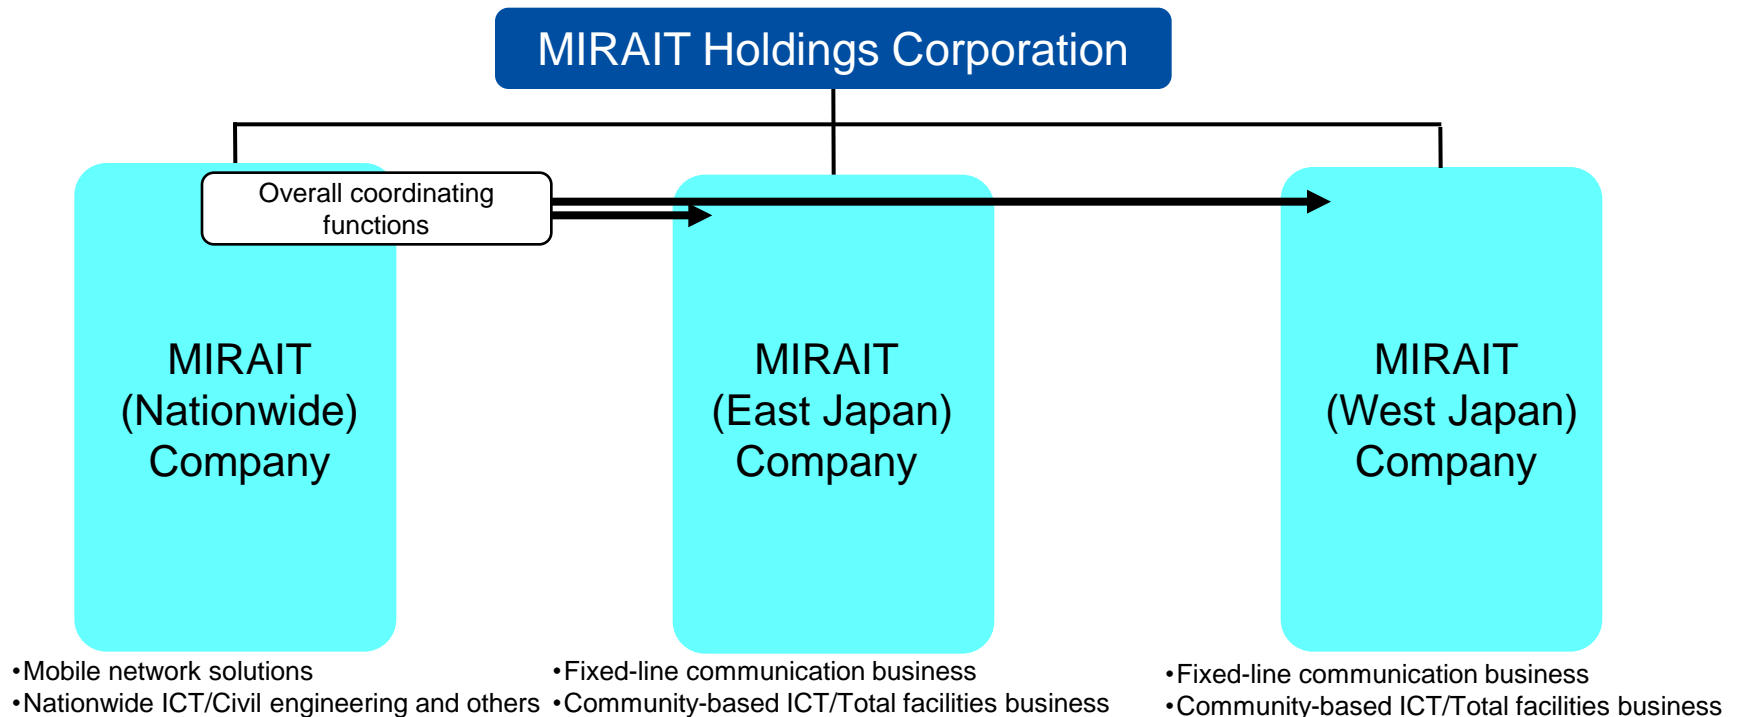 MIRAIT Holdings Corporation
Overall coordinating
functions
MIRAIT
(Nationwide)
Company
MIRAIT
(East Japan)
Company
MIRAIT
(West Japan)
Company
•Mobile network solutions
•Nationwide ICT/Civil engineering and others
•Fixed-line communication business
•Community-based ICT/Total facilities business
•Fixed-line communication business
•Community-based ICT/Total facilities business